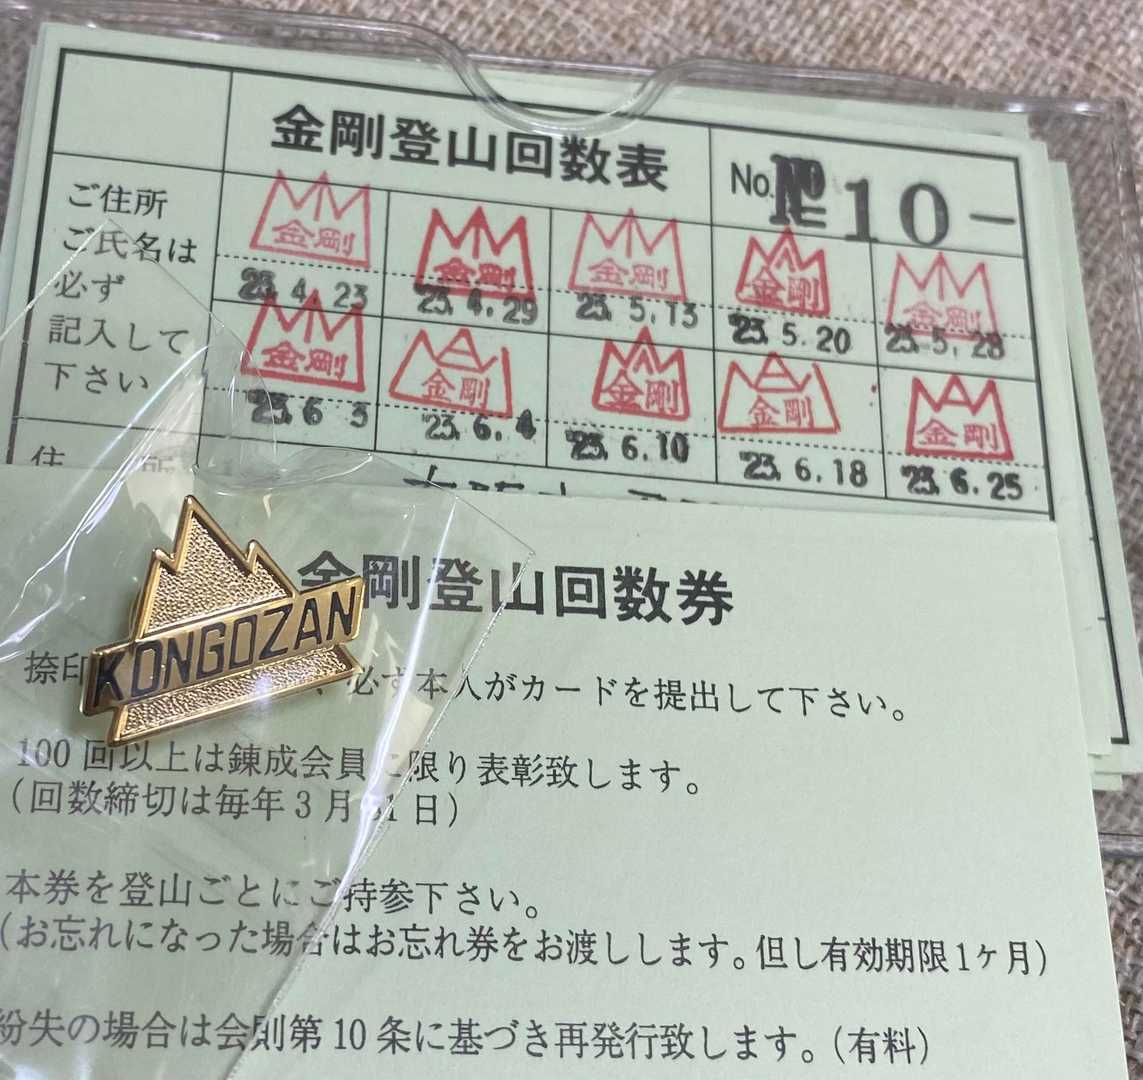 金剛登山回数表
No. № 10-
ご住所
ご氏名は
必ず
記入して
下さい
金剛 金剛 金剛 金剛 金剛
23.4.23 23.4.29 23.5.13 23.5.20 23.5.28
金剛 金剛 金剛 金剛 金剛
23.6 3 23.6.4 23.6.10 23.6.18 23.6.25
住所
金剛登山回数券
KONGOZAN
捺印 、必ず本人がカードを提出して下さい。
100回以上は錬成会員に限り表彰致します。
(回数締切は毎年3月31日)
本券を登山ごとにご持参下さい。
(お忘れになった場合はお忘れ券をお渡しします。但し有効期限1ヶ月)
紛失の場合は会則第10条に基づき再発行致します。(有料)